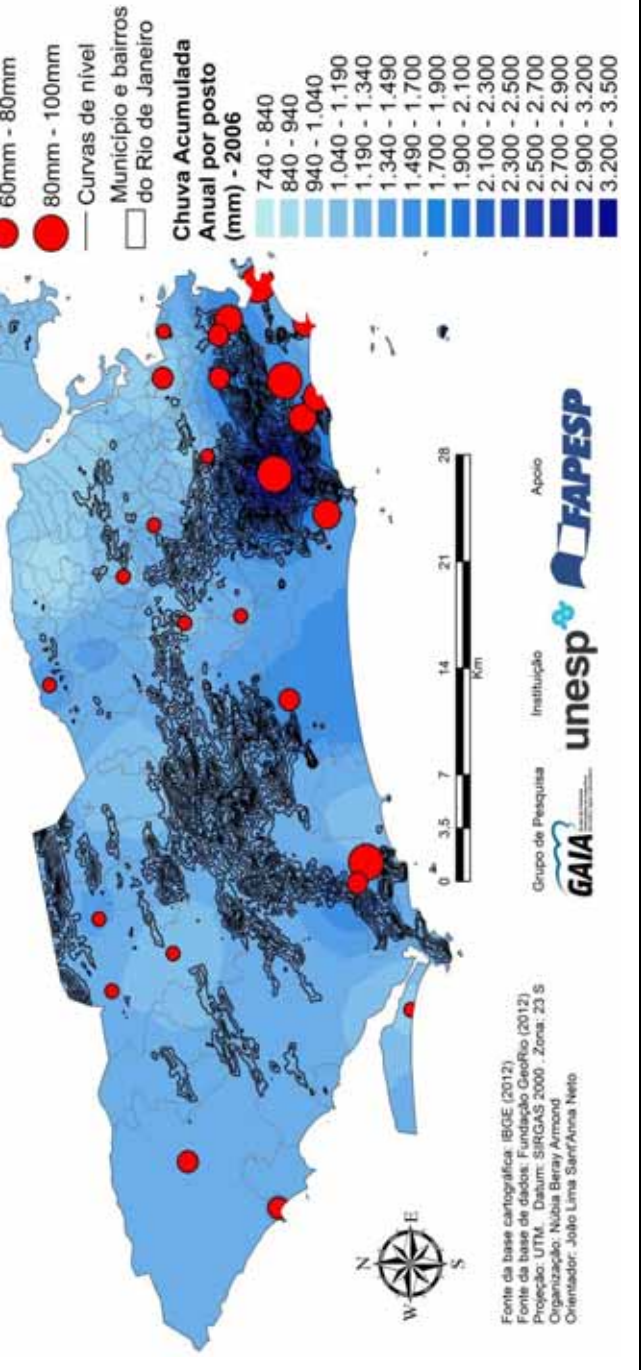 60mm - 80mm
80mm - 100mm
Curvas de nível
Município e bairros
do Rio de Janeiro
Chuva Acumulada
Anual por posto
(mm) - 2006
740 - 840
840 - 940
940 - 1.040
1.040 - 1.190
1.190 - 1.340
1.340 - 1.490
1.490 - 1.700
1.700 - 1.900
1.900 - 2.100
2.100 - 2.300
2.300 - 2.500
2.500 - 2.700
2.700 - 2.900
2.900 - 3.200
3.200 - 3.500
N
W
E
S
0 3,5 7 14 21 28
Km
Fonte da base cartográfica: IBGE (2012)
Fonte da base de dados: Fundação GeoRio (2012)
Projeção: UTM. Datum: SIRGAS 2000 . Zona: 23 S
Organização: Núbia Beray Armond
Orientador: João Lima Sant'Anna Neto
Grupo de Pesquisa
GAIA
Instituição
unesp
Apoio
FAPESP